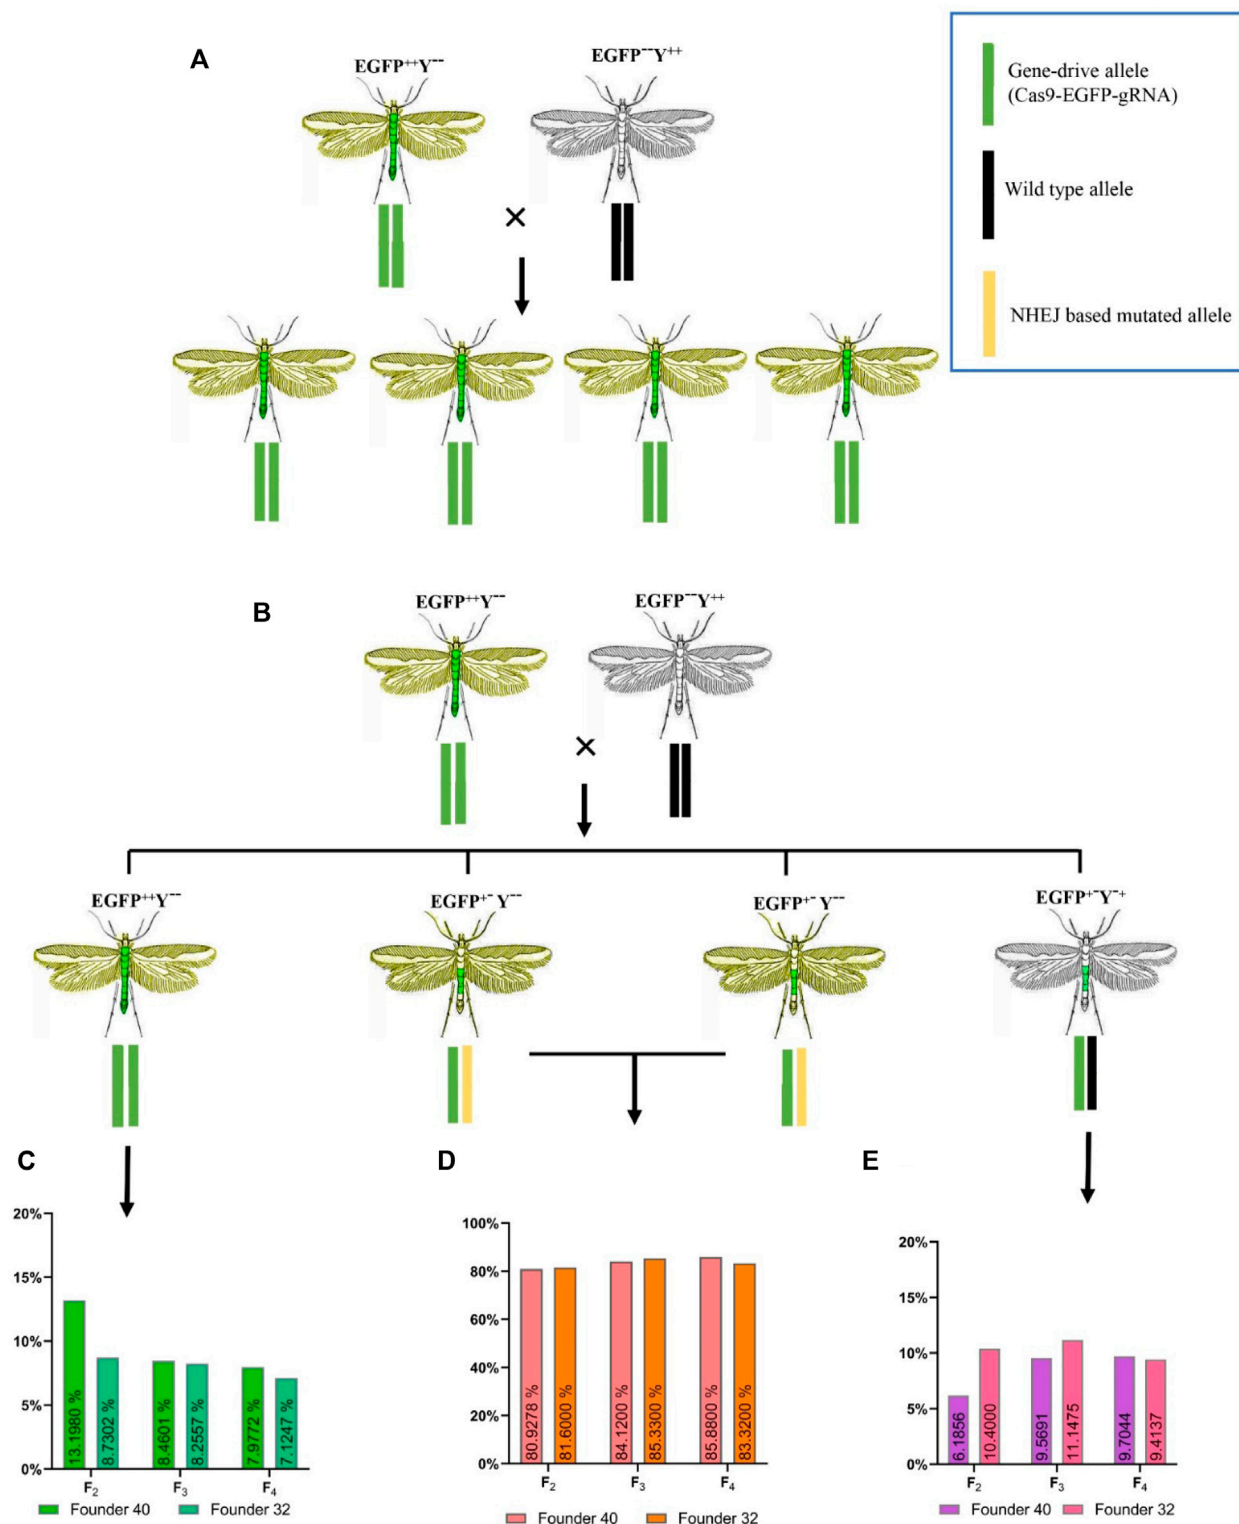 A
EGFP⁺⁺Y⁻⁻
EGFP⁻⁻Y⁺⁺
Gene-drive allele
(Cas9-EGFP-gRNA)
Wild type allele
NHEJ based mutated allele
×
B
EGFP⁺⁺Y⁻⁻
EGFP⁻⁻Y⁺⁺
×
EGFP⁺⁺Y⁻⁻
EGFP⁺⁻ Y⁻⁻
EGFP⁺⁻ Y⁻⁻
EGFP⁺⁻Y⁻⁺
C
20%
15%
10%
5%
0%
13.1980 %
8.7302 %
8.4601 %
8.2557 %
7.9772 %
7.1247 %
F₂
F₃
F₄
Founder 40
Founder 32
D
100%
80%
60%
40%
20%
0%
80.9278 %
81.6000 %
84.1200 %
85.3300 %
85.8800 %
83.3200 %
F₂
F₃
F₄
Founder 40
Founder 32
E
20%
15%
10%
5%
0%
6.1856
10.4000
9.5691
11.1475
9.7044
9.4137
F₂
F₃
F₄
Founder 40
Founder 32